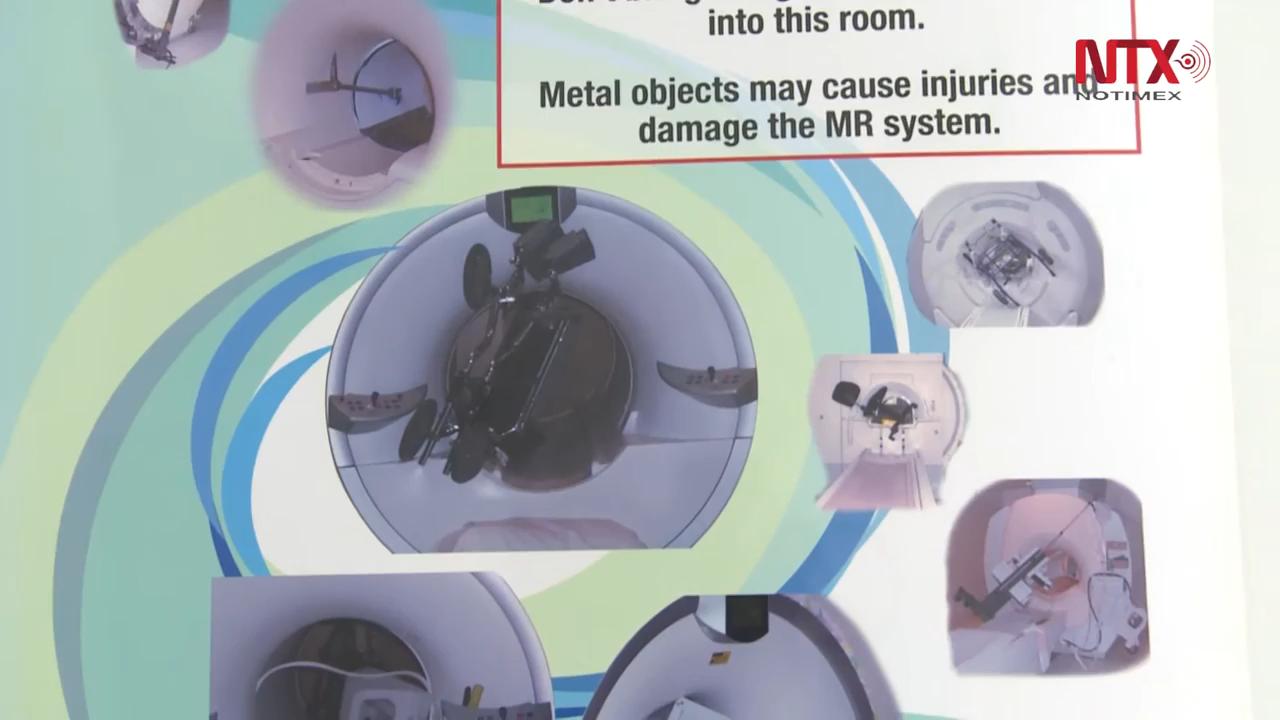 into this room.
Metal objects may cause injuries and
damage the MR system.
NTX
NOTIMEX